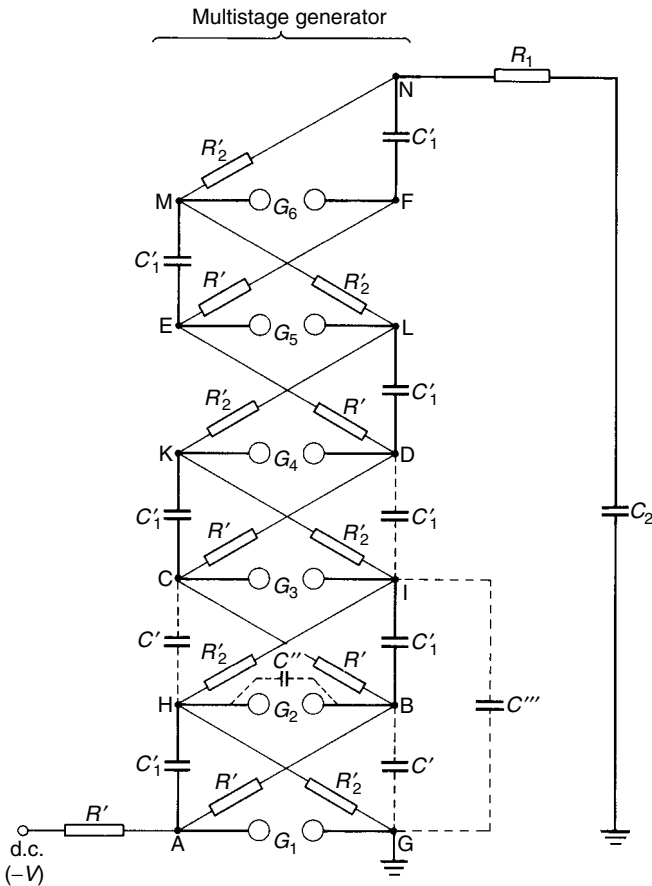 Multistage generator
N
R₁
C′₁
R′₂
M
G₆
F
C′₁
R′
R′₂
E
G₅
L
R′₂
R′
C′₁
K
G₄
D
C′₁
R′
R′₂
C′₁
C₂
C
G₃
I
C′
R′₂
C″
R′
C′₁
H
G₂
B
C‴
C′₁
R′
R′₂
C′
R′
A
G₁
G
d.c.
(−V)